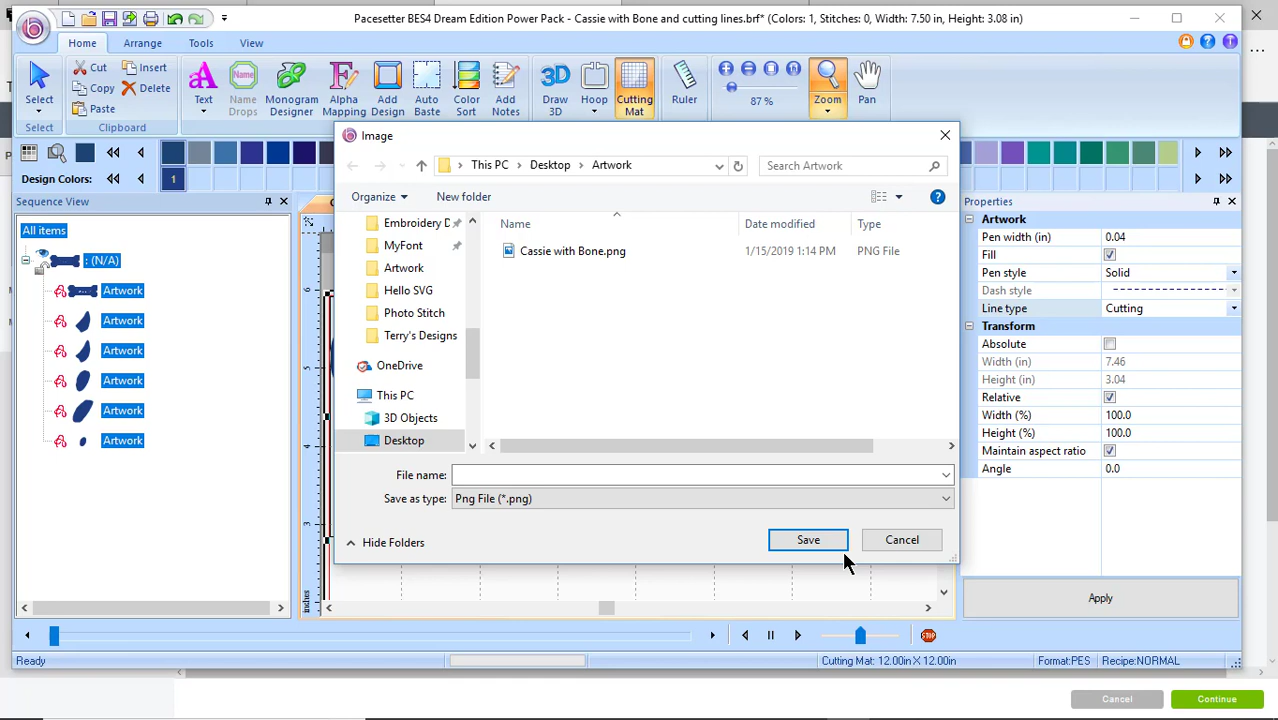 Pacesetter BES4 Dream Edition Power Pack - Cassie with Bone and cutting lines.brf* (Colors: 1, Stitches: 0, Width: 7.50 in, Height: 3.08 in)
Home Arrange Tools View
Select
Select
Cut Insert
Copy Delete
Paste
Clipboard
Text
Name Drops
Monogram Designer
Alpha Mapping
Add Design
Auto Baste
Color Sort
Add Notes
Draw 3D
Hoop
Cutting Mat
Ruler
87 %
Zoom
Pan
Design Colors: 1
Sequence View
All items
: (N/A)
Artwork
Artwork
Artwork
Artwork
Artwork
Artwork
Image
This PC > Desktop > Artwork
Search Artwork
Organize New folder
Embroidery D
MyFont
Artwork
Hello SVG
Photo Stitch
Terry's Designs
OneDrive
This PC
3D Objects
Desktop
Name Date modified Type
Cassie with Bone.png 1/15/2019 1:14 PM PNG File
File name:
Save as type: Png File (*.png)
Hide Folders
Save Cancel
6
5
4
3
inches
Properties
Artwork
Pen width (in) 0.04
Fill
Pen style Solid
Dash style
Line type Cutting
Transform
Absolute
Width (in) 7.46
Height (in) 3.04
Relative
Width (%) 100.0
Height (%) 100.0
Maintain aspect ratio
Angle 0.0
Apply
STOP
Ready
Cutting Mat: 12.00in X 12.00in Format:PES Recipe:NORMAL
Cancel Continue